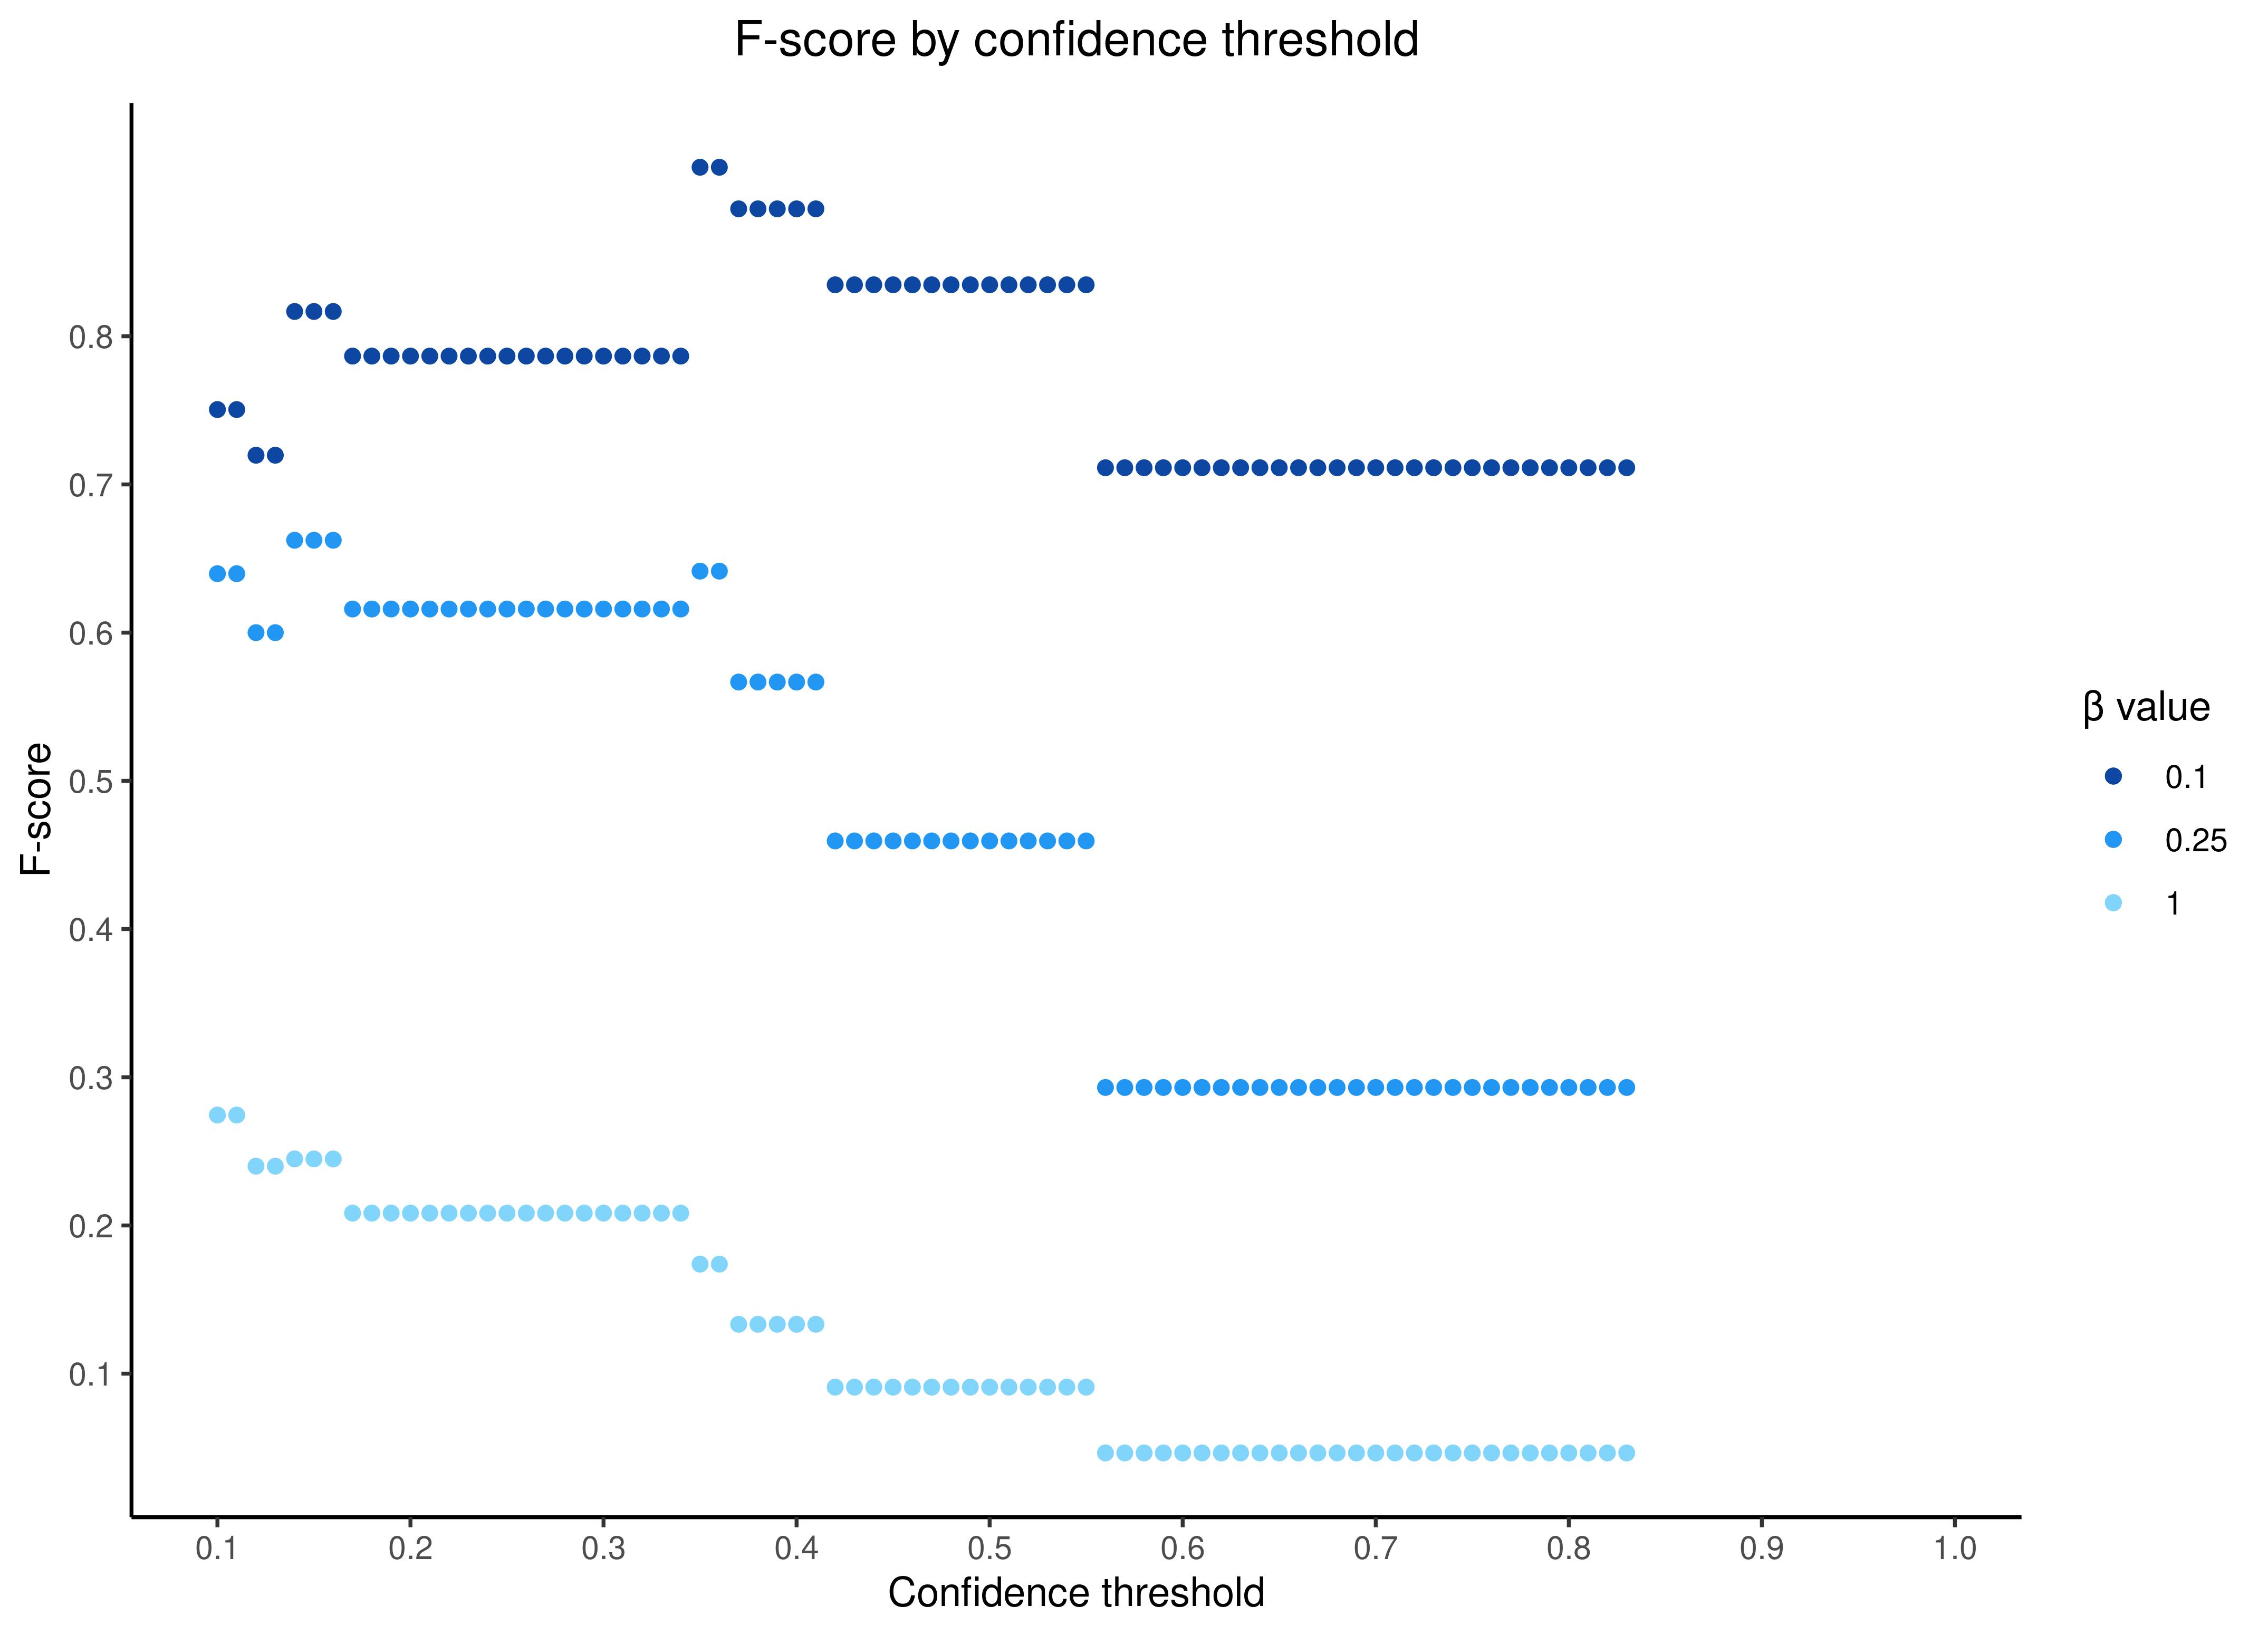 F-score by confidence threshold
F-score
0.8
0.7
0.6
0.5
0.4
0.3
0.2
0.1
0.1 0.2 0.3 0.4 0.5 0.6 0.7 0.8 0.9 1.0
Confidence threshold
β value
0.1
0.25
1